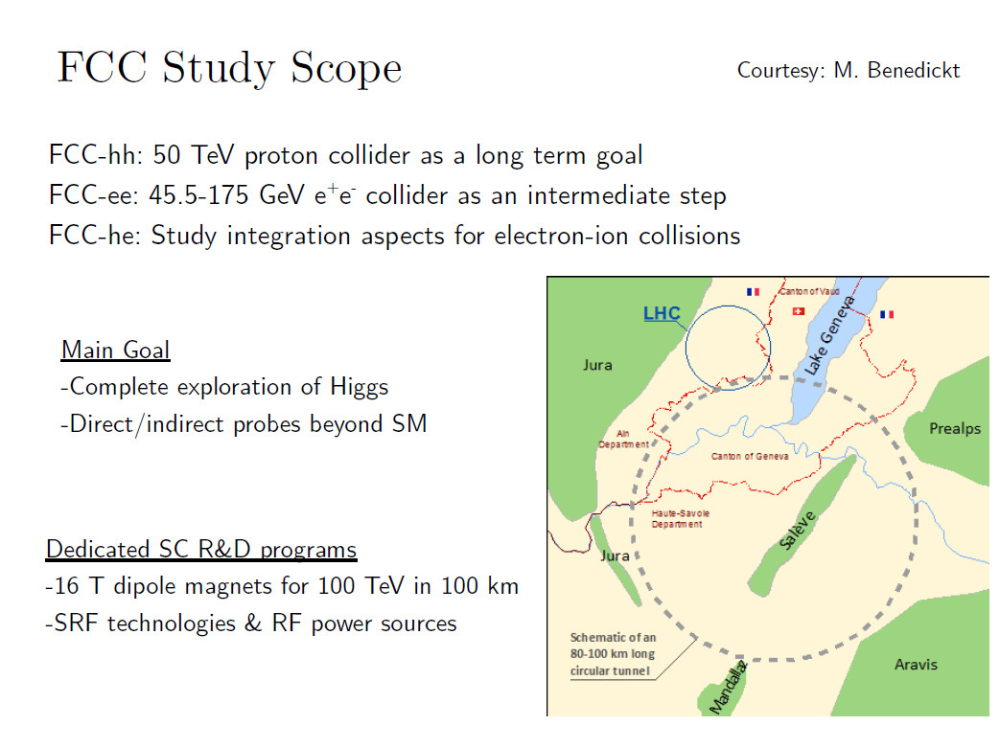 FCC Study Scope
Courtesy: M. Benedickt
FCC-hh: 50 TeV proton collider as a long term goal
FCC-ee: 45.5-175 GeV e⁺e⁻ collider as an intermediate step
FCC-he: Study integration aspects for electron-ion collisions
Main Goal
-Complete exploration of Higgs
-Direct/indirect probes beyond SM
Dedicated SC R&D programs
-16 T dipole magnets for 100 TeV in 100 km
-SRF technologies & RF power sources
Canton of Vaud
LHC
Lake Geneva
Jura
Prealps
Ain
Department
Canton of Geneva
Haute-Savoie
Department
Salève
Jura
Schematic of an
80-100 km long
circular tunnel
Mandallaz
Aravis